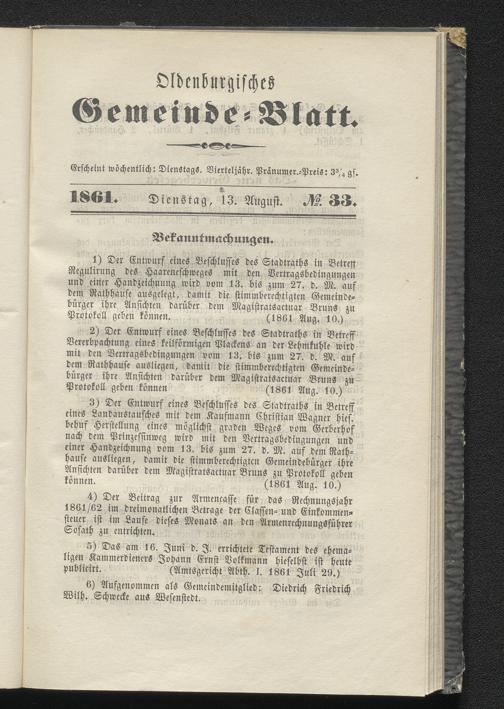 Oldenburgisches
Gemeinde-Blatt.
Erscheint wöchentlich: Dienstags. Vierteljähr. Pränumer.-Preis: 3¾ gs.
1861. Dienstag, 13. August. № 33.
Bekanntmachungen.
1) Der Entwurf eines Beschlusses des Stadtraths in Betreff
Regulirung des Haareneschweges mit den Vertragsbedingungen
und einer Handzeichnung wird vom 13. bis zum 27. d. M. auf
dem Rathhause ausgelegt, damit die stimmberechtigten Gemeinde-
bürger ihre Ansichten darüber dem Magistratsactuar Bruns zu
Protokoll geben können. (1861 Aug. 10.)
2) Der Entwurf eines Beschlusses des Stadtraths in Betreff
Vererbpachtung eines keilförmigen Plackens an der Lehmkuhle wird
mit den Vertragsbedingungen vom 13. bis zum 27. d. M. auf
dem Rathhause ausliegen, damit die stimmberechtigten Gemeinde-
bürger ihre Ansichten darüber dem Magistratsactuar Bruns zu
Protokoll geben können (1861 Aug. 10.)
3) Der Entwurf eines Beschlusses des Stadtraths in Betreff
eines Landaustausches mit dem Kaufmann Christian Wagner hies.
behuf Herstellung eines möglichst graden Weges vom Gerberhof
nach dem Prinzessinweg wird mit den Vertragsbedingungen und
einer Handzeichnung vom 13. bis zum 27. d. M. auf dem Rath-
hause ausliegen, damit die stimmberechtigten Gemeindebürger ihre
Ansichten darüber dem Magistratsactuar Bruns zu Protokoll geben
können. (1861 Aug. 10.)
4) Der Beitrag zur Armencasse für das Rechnungsjahr
1861/62 im dreimonatlichen Betrage der Classen- und Einkommen-
steuer ist im Laufe dieses Monats an den Armenrechnungsführer
Sosath zu entrichten.
5) Das am 16. Juni d. J. errichtete Testament des ehema-
ligen Kammerdieners Johann Ernst Volkmann hieselbst ist heute
publicirt. (Amtsgericht Abth. I. 1861 Juli 29.)
6) Aufgenommen als Gemeindemitglied: Diedrich Friedrich
Wilh. Schwecke aus Wesenstedt.